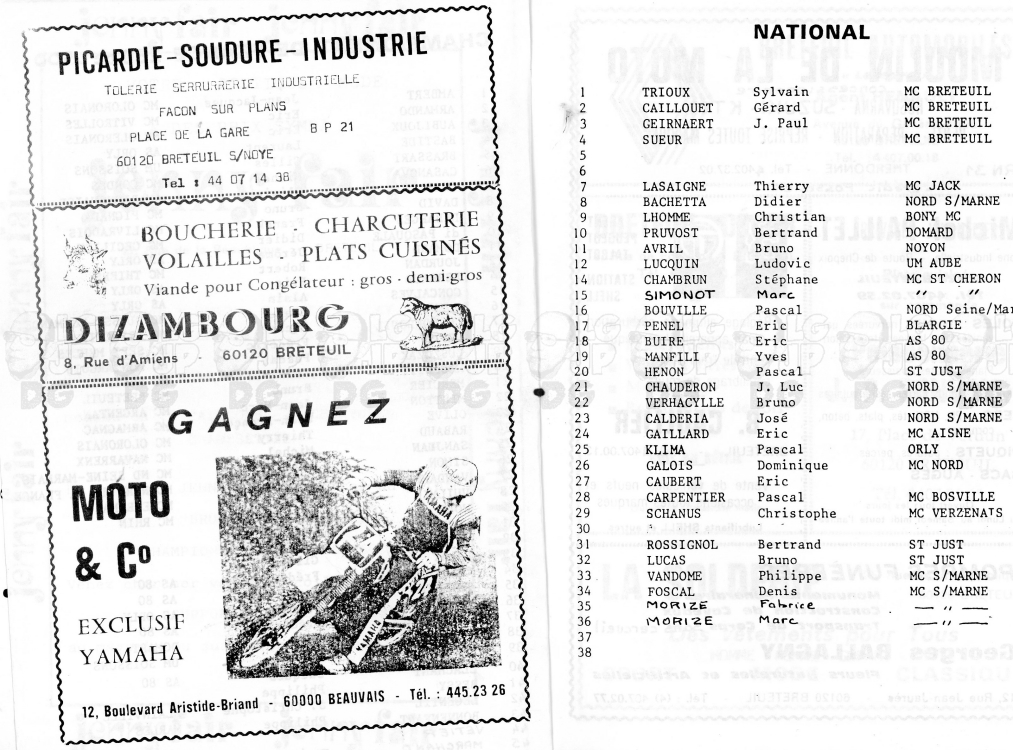 PICARDIE-SOUDURE-INDUSTRIE
TOLERIE SERRURRERIE INDUSTRIELLE
FACON SUR PLANS
PLACE DE LA GARE B P 21
60120 BRETEUIL S/NOYE
Tel : 44 07 14 38
BOUCHERIE - CHARCUTERIE
VOLAILLES - PLATS CUISINÉS
Viande pour Congélateur : gros - demi-gros
DIZAMBOURG
8, Rue d'Amiens - 60120 BRETEUIL
GAGNEZ
MOTO
& Co
YAMAHA
YAMAHA
EXCLUSIF
YAMAHA
12, Boulevard Aristide-Briand - 60000 BEAUVAIS - Tél. : 445.23 26
NATIONAL
1 TRIOUX Sylvain MC BRETEUIL
2 CAILLOUET Gérard MC BRETEUIL
3 GEIRNAERT J. Paul MC BRETEUIL
4 SUEUR MC BRETEUIL
5
6
7 LASAIGNE Thierry MC JACK
8 BACHETTA Didier NORD S/MARNE
9 LHOMME Christian BONY MC
10 PRUVOST Bertrand DOMARD
11 AVRIL Bruno NOYON
12 LUCQUIN Ludovic UM AUBE
14 CHAMBRUN Stéphane MC ST CHERON
15 SIMONOT Marc " "
16 BOUVILLE Pascal NORD Seine/Mar
17 PENEL Eric BLARGIE
18 BUIRE Eric AS 80
19 MANFILI Yves AS 80
20 HENON Pascal ST JUST
21 CHAUDERON J. Luc NORD S/MARNE
22 VERHACYLLE Bruno NORD S/MARNE
23 CALDERIA José NORD S/MARNE
24 GAILLARD Eric MC AISNE
25 KLIMA Pascal ORLY
26 GALOIS Dominique MC NORD
27 CAUBERT Eric
28 CARPENTIER Pascal MC BOSVILLE
29 SCHANUS Christophe MC VERZENATS
30
31 ROSSIGNOL Bertrand ST JUST
32 LUCAS Bruno ST JUST
33 VANDOME Philippe MC S/MARNE
34 FOSCAL Denis MC S/MARNE
35 MORIZE Fabrice — " —
36 MORIZE Marc — " —
37
38